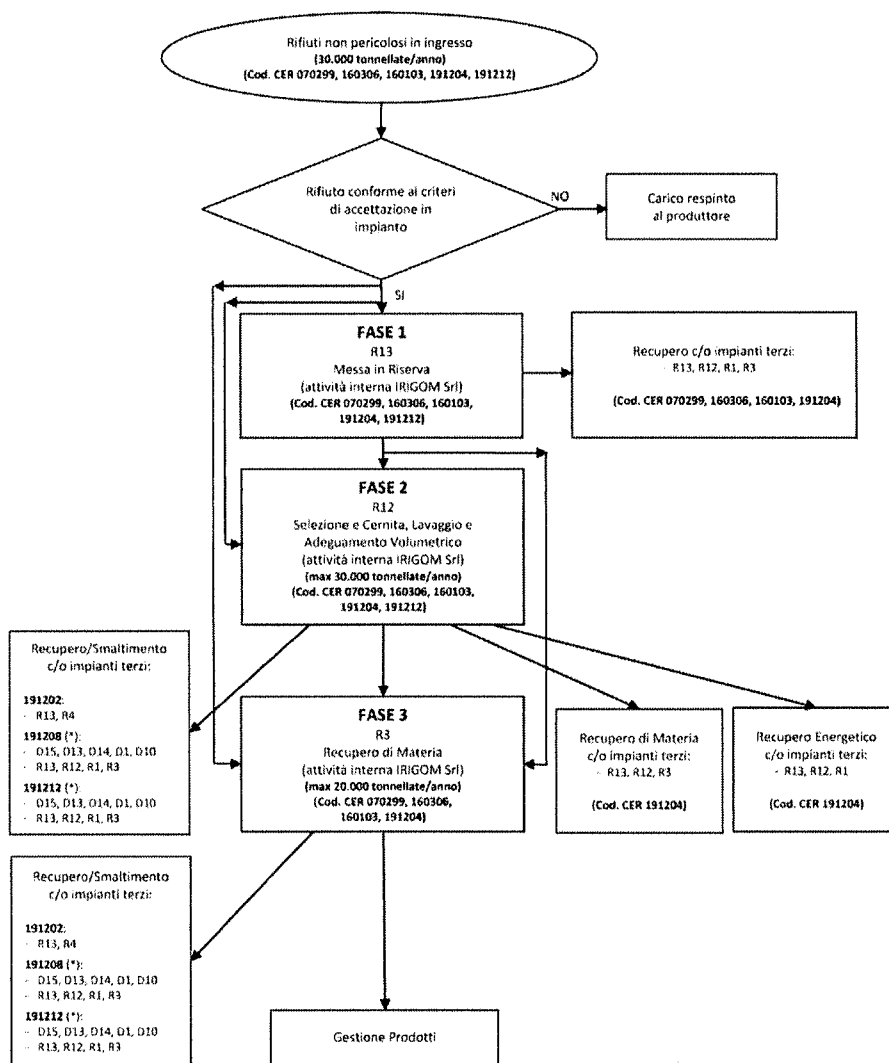 Rifiuti non pericolosi in ingresso
(30.000 tonnellate/anno)
(Cod. CER 070299, 160306, 160103, 191204, 191212)
Rifiuto conforme ai criteri
di accettazione in
impianto
NO
Carico respinto
al produttore
SI
FASE 1
R13
Messa in Riserva
(attività interna IRIGOM Srl)
(Cod. CER 070299, 160306, 160103,
191204, 191212)
Recupero c/o impianti terzi:
- R13, R12, R1, R3
(Cod. CER 070299, 160306, 160103, 191204)
FASE 2
R12
Selezione e Cernita, Lavaggio e
Adeguamento Volumetrico
(attività interna IRIGOM Srl)
(max 30.000 tonnellate/anno)
(Cod. CER 070299, 160306, 160103,
191204, 191212)
Recupero/Smaltimento
c/o impianti terzi:
191202:
- R13, R4
191208 (*):
- D15, D13, D14, D1, D10
- R13, R12, R1, R3
191212 (*):
- D15, D13, D14, D1, D10
- R13, R12, R1, R3
FASE 3
R3
Recupero di Materia
(attività interna IRIGOM Srl)
(max 20.000 tonnellate/anno)
(Cod. CER 070299, 160306,
160103, 191204)
Recupero di Materia
c/o impianti terzi:
- R13, R12, R3
(Cod. CER 191204)
Recupero Energetico
c/o impianti terzi:
- R13, R12, R1
(Cod. CER 191204)
Recupero/Smaltimento
c/o impianti terzi:
191202:
- R13, R4
191208 (*):
- D15, D13, D14, D1, D10
- R13, R12, R1, R3
191212 (*):
- D15, D13, D14, D1, D10
- R13, R12, R1, R3
Gestione Prodotti